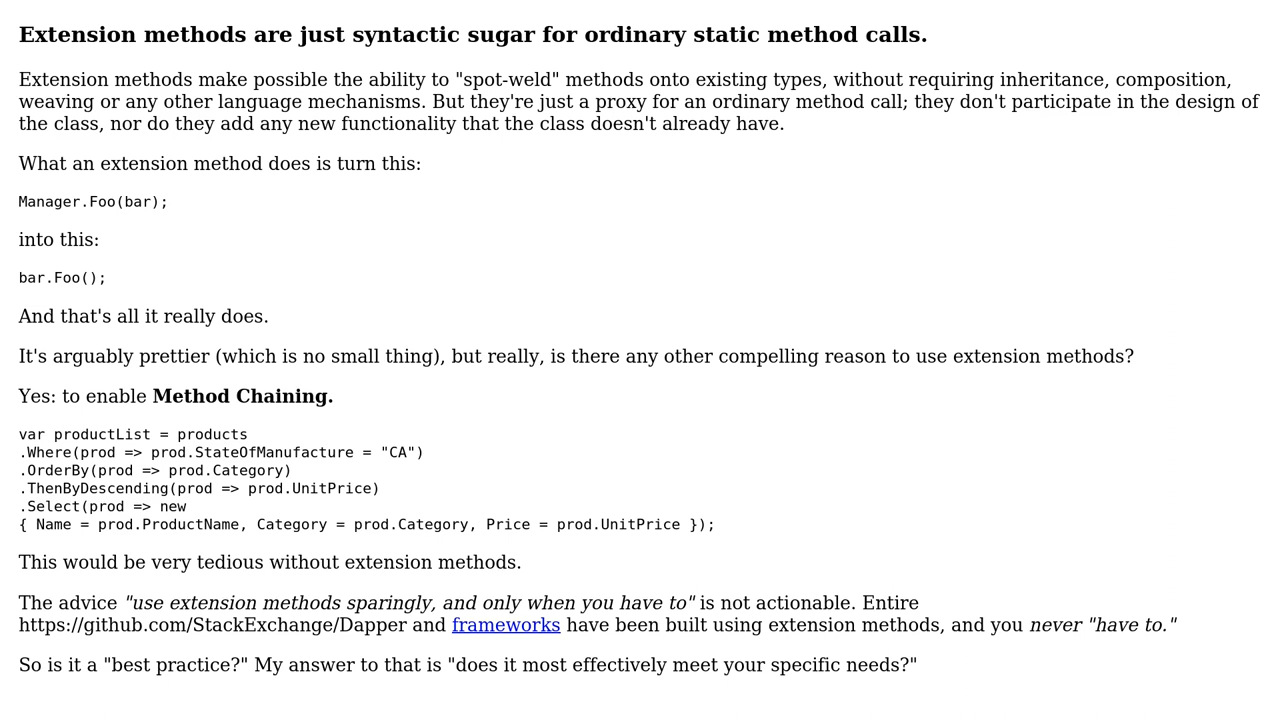 Extension methods are just syntactic sugar for ordinary static method calls.
Extension methods make possible the ability to "spot-weld" methods onto existing types, without requiring inheritance, composition,
weaving or any other language mechanisms. But they're just a proxy for an ordinary method call; they don't participate in the design of
the class, nor do they add any new functionality that the class doesn't already have.
What an extension method does is turn this:
Manager.Foo(bar);
into this:
bar.Foo();
And that's all it really does.
It's arguably prettier (which is no small thing), but really, is there any other compelling reason to use extension methods?
Yes: to enable Method Chaining.
var productList = products
.Where(prod => prod.StateOfManufacture = "CA")
.OrderBy(prod => prod.Category)
.ThenByDescending(prod => prod.UnitPrice)
.Select(prod => new
{ Name = prod.ProductName, Category = prod.Category, Price = prod.UnitPrice });
This would be very tedious without extension methods.
The advice "use extension methods sparingly, and only when you have to" is not actionable. Entire
https://github.com/StackExchange/Dapper and frameworks have been built using extension methods, and you never "have to."
So is it a "best practice?" My answer to that is "does it most effectively meet your specific needs?"